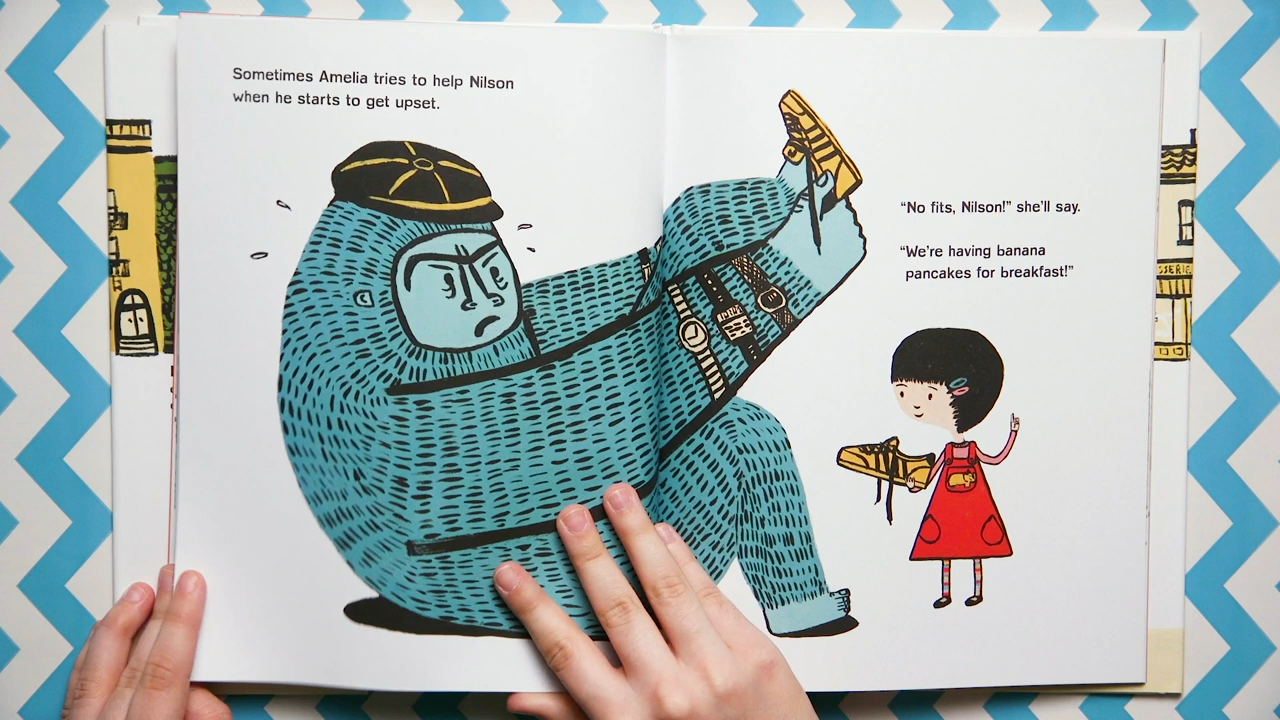 Sometimes Amelia tries to help Nilson
when he starts to get upset.
“No fits, Nilson!” she’ll say.
“We’re having banana
pancakes for breakfast!”